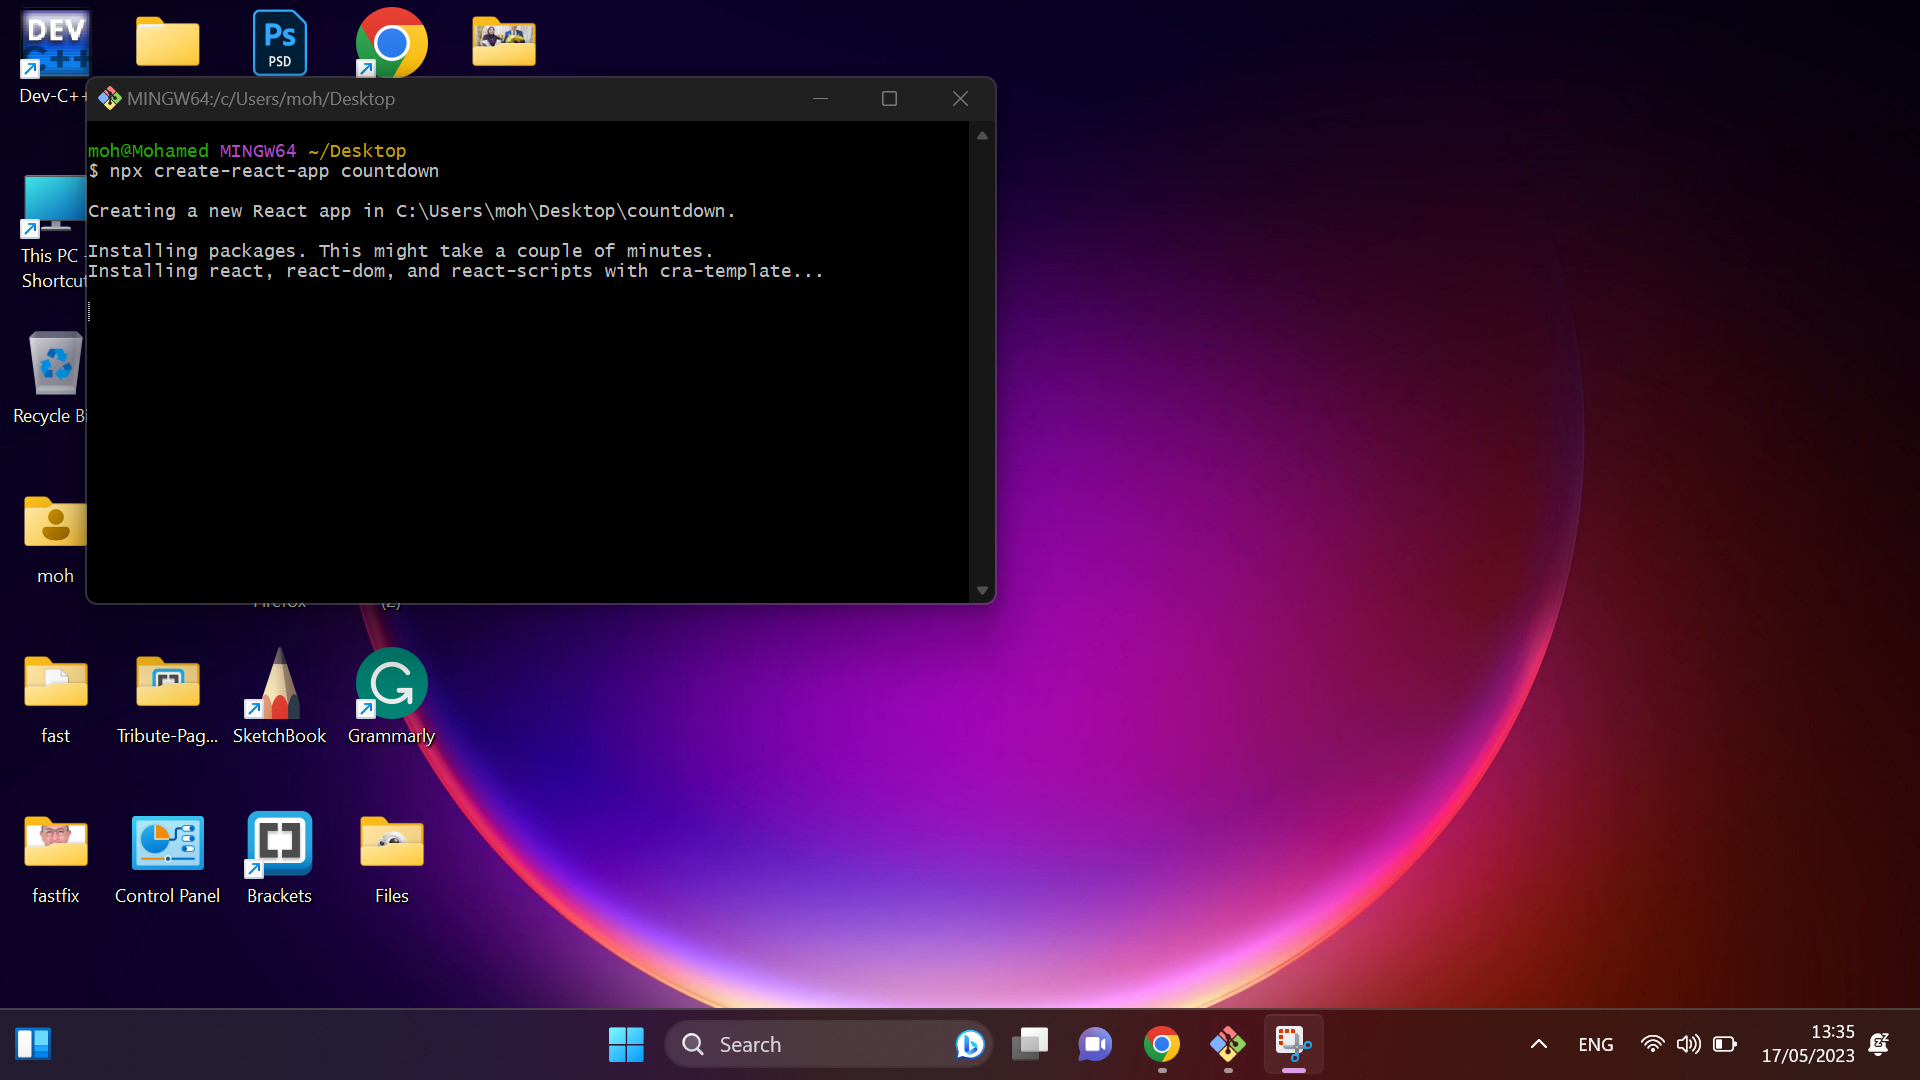 DEV
C++
Dev-C++
Ps
PSD
MINGW64:/c/Users/moh/Desktop
moh@Mohamed MINGW64 ~/Desktop
$ npx create-react-app countdown
Creating a new React app in C:\Users\moh\Desktop\countdown.
Installing packages. This might take a couple of minutes.
Installing react, react-dom, and react-scripts with cra-template...
This PC -
Shortcut
Recycle Bi
moh
Firefox
(2)
fast
Tribute-Pag...
SketchBook
Grammarly
fastfix
Control Panel
Brackets
Files
Search
ENG
13:35
17/05/2023